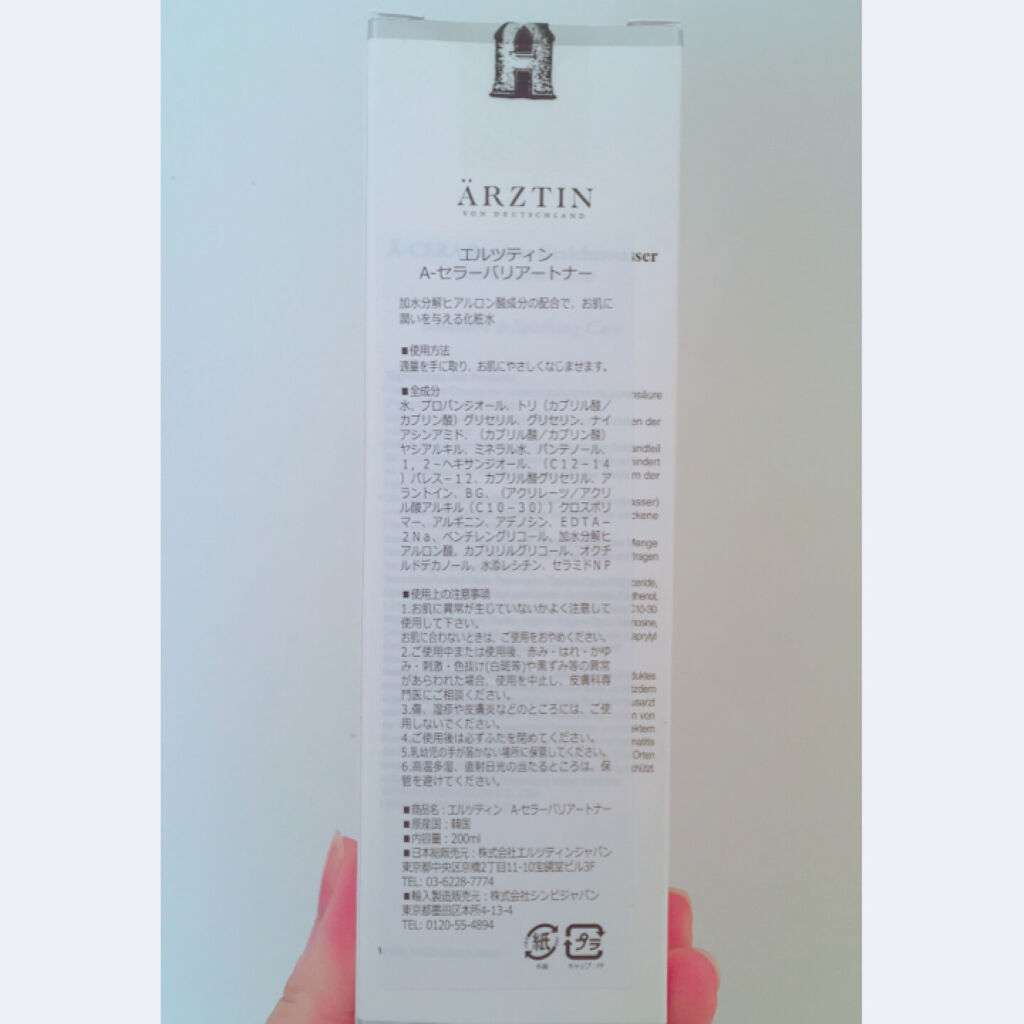 ÄRZTIN
VON DEUTSCHLAND
エルツティン
A-セラーバリアートナー
加水分解ヒアルロン酸成分の配合で、お肌に
潤いを与える化粧水
■使用方法
適量を手に取り、お肌にやさしくなじませます。
■全成分
水、プロパンジオール、トリ（カプリル酸／
カプリン酸）グリセリル、グリセリン、ナイ
アシンアミド、（カプリル酸／カプリン酸）
ヤシアルキル、ミネラル水、パンテノール、
１，２－ヘキサンジオール、（Ｃ１２－１４
）パレス－１２、カプリル酸グリセリル、ア
ラントイン、ＢＧ、（アクリレーツ／アクリ
ル酸アルキル（Ｃ１０－３０））クロスポリ
マー、アルギニン、アデノシン、ＥＤＴＡ－
２Ｎａ、ペンチレングリコール、加水分解ヒ
アルロン酸、カプリリルグリコール、オクチ
ルドデカノール、水添レシチン、セラミドＮＰ
■使用上の注意事項
1.お肌に異常が生じていないかよく注意して
使用して下さい。
お肌に合わないときは、ご使用をおやめください。
2.ご使用中または使用後、赤み・はれ・かゆ
み・刺激・色抜け(白斑等)や黒ずみ等の異常
があらわれた場合、使用を中止し、皮膚科専
門医にご相談ください。
3.傷、湿疹や皮膚炎などのところには、ご使
用しないでください。
4.ご使用後は必ずふたを閉めてください。
5.乳幼児の手が届かない場所に保管してください。
6.高温多湿、直射日光の当たるところは、保
管を避けてください。
■商品名：エルツティン　A-セラーバリアートナー
■原産国：韓国
■内容量：200ml
■日本総販売元：株式会社エルツティンジャパン
東京都中央区京橋2丁目11-10宝鏡堂ビル3F
TEL: 03-6228-7774
■輸入製造販売元：株式会社シンビジャパン
東京都墨田区本所4-13-4
TEL: 0120-55-4894
紙 プラ
外箱 キャップ：PP